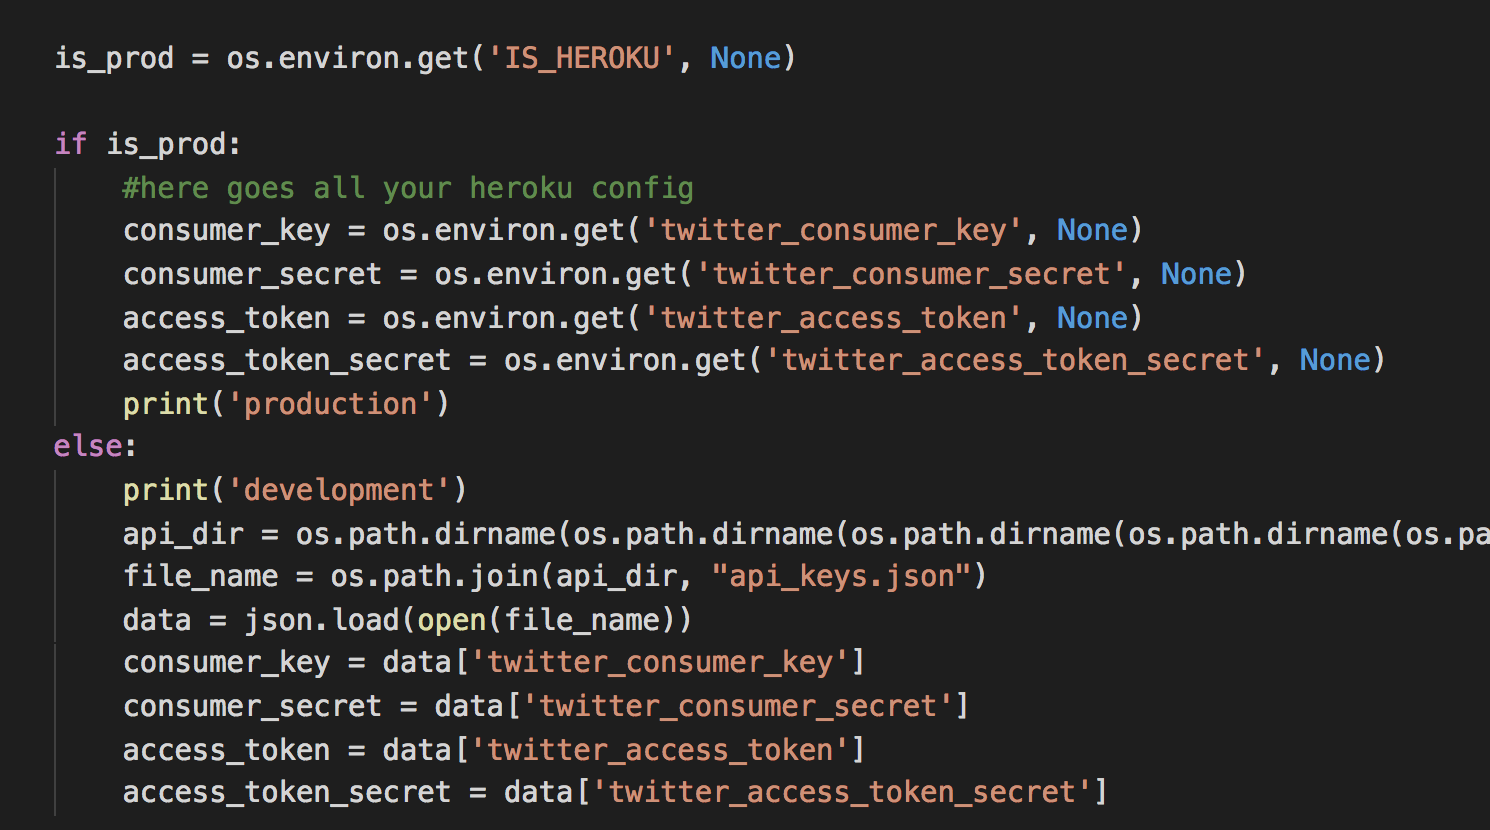 is_prod = os.environ.get('IS_HEROKU', None)
if is_prod:
#here goes all your heroku config
consumer_key = os.environ.get('twitter_consumer_key', None)
consumer_secret = os.environ.get('twitter_consumer_secret', None)
access_token = os.environ.get('twitter_access_token', None)
access_token_secret = os.environ.get('twitter_access_token_secret', None)
print('production')
else:
print('development')
api_dir = os.path.dirname(os.path.dirname(os.path.dirname(os.path.dirname(os.pa
file_name = os.path.join(api_dir, "api_keys.json")
data = json.load(open(file_name))
consumer_key = data['twitter_consumer_key']
consumer_secret = data['twitter_consumer_secret']
access_token = data['twitter_access_token']
access_token_secret = data['twitter_access_token_secret']